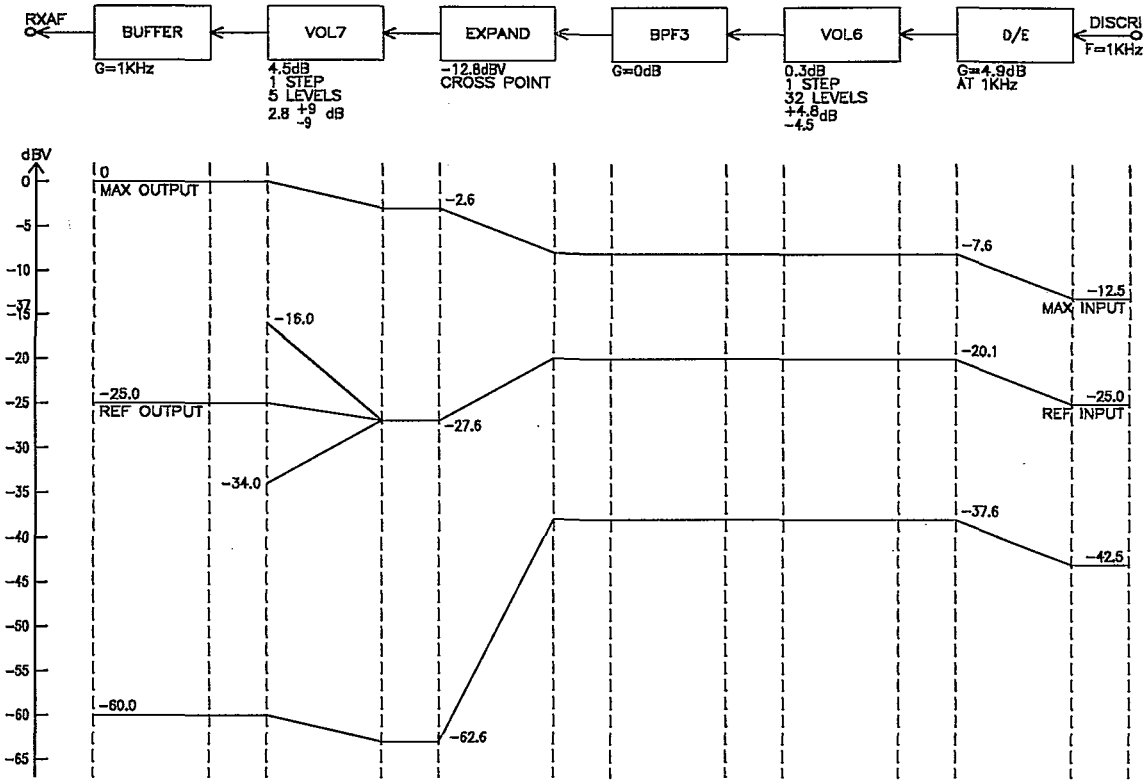 RXAF
BUFFER
VOL7
EXPAND
BPF3
VOL6
D/E
DISCRI
F=1KHz
G=1KHz
4.5dB
1 STEP
5 LEVELS
2.8 +9 -9 dB
-12.8dBV
CROSS POINT
G=0dB
0.3dB
1 STEP
32 LEVELS
+4.8 dB
-4.5
G=4.9dB
AT 1KHz
dBV
0
-5
-10
-37
-15
-20
-25
-30
-35
-40
-45
-50
-55
-60
-65
0
MAX OUTPUT
-2.6
-7.6
-12.5
MAX INPUT
-16.0
-20.1
-25.0
REF OUTPUT
-27.6
-25.0
REF INPUT
-34.0
-37.6
-42.5
-60.0
-62.6